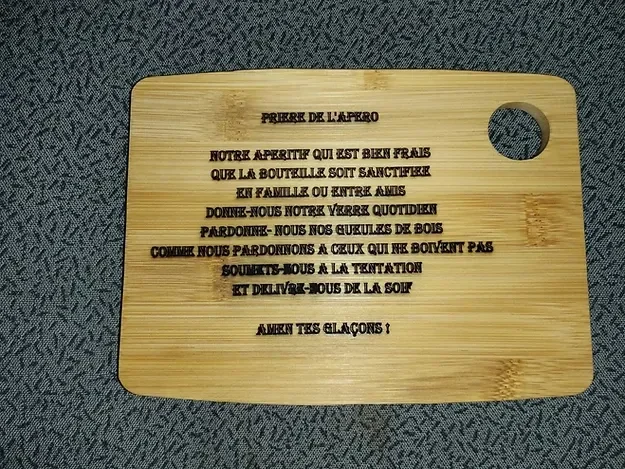 PRIERE DE L'APERO
NOTRE APERITIF QUI EST BIEN FRAIS
QUE LA BOUTEILLE SOIT SANCTIFIEE
EN FAMILLE OU ENTRE AMIS
DONNE-NOUS NOTRE VERRE QUOTIDIEN
PARDONNE- NOUS NOS GUEULES DE BOIS
COMME NOUS PARDONNONS A CEUX QUI NE BOIVENT PAS
SOUMETS-NOUS A LA TENTATION
ET DELIVRE-NOUS DE LA SOIF
AMEN TES GLAÇONS !